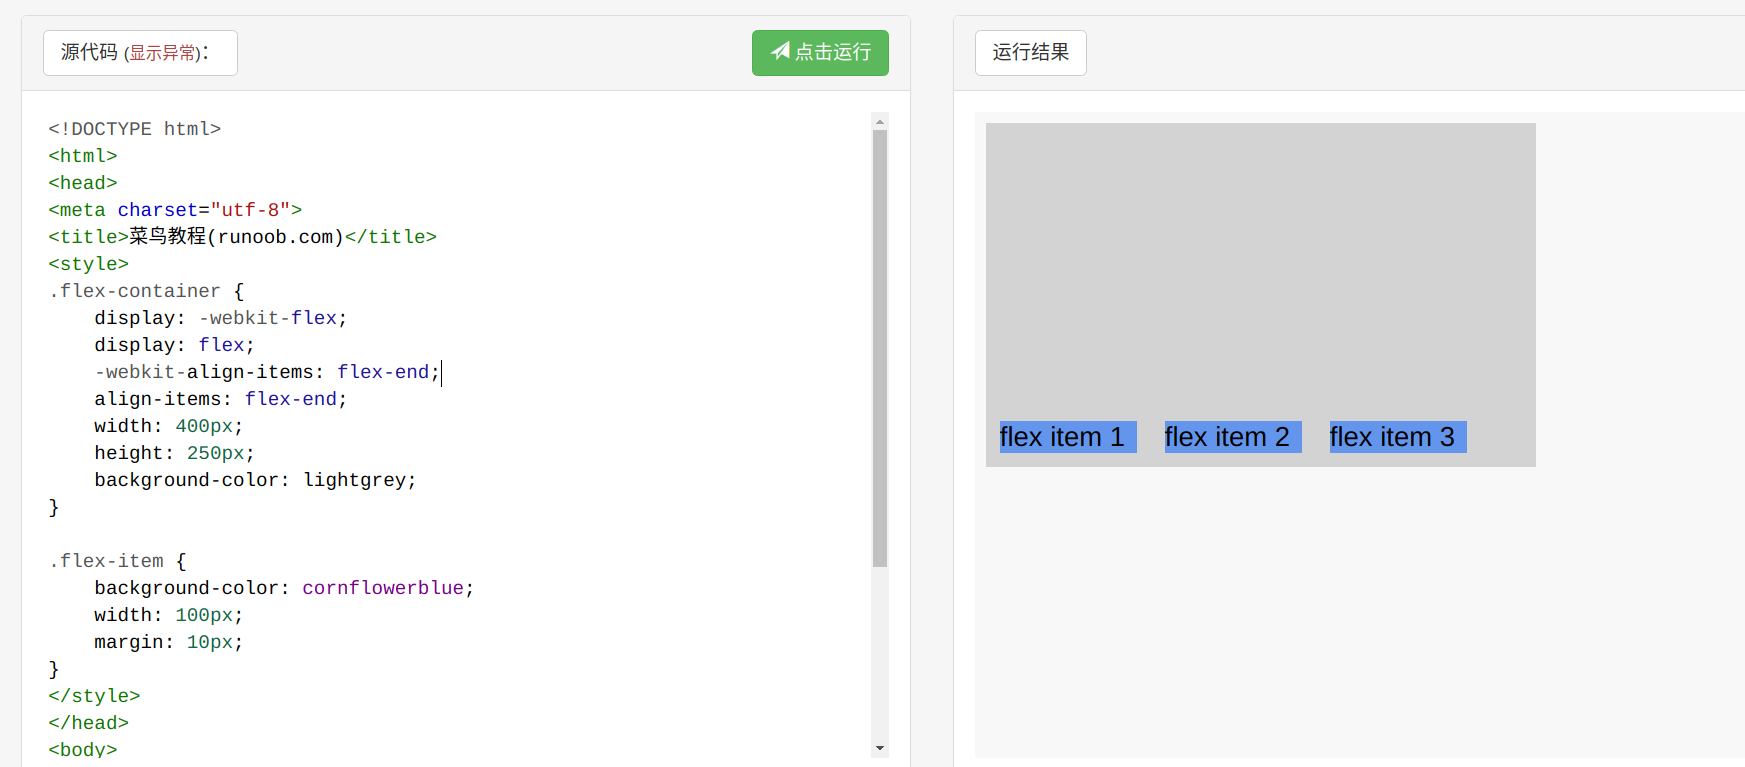 源代码 (显示异常)：
点击运行
<!DOCTYPE html>
<html>
<head>
<meta charset="utf-8">
<title>菜鸟教程(runoob.com)</title>
<style>
.flex-container {
    display: -webkit-flex;
    display: flex;
    -webkit-align-items: flex-end;
    align-items: flex-end;
    width: 400px;
    height: 250px;
    background-color: lightgrey;
}

.flex-item {
    background-color: cornflowerblue;
    width: 100px;
    margin: 10px;
}
</style>
</head>
<body>
运行结果
flex item 1 flex item 2 flex item 3